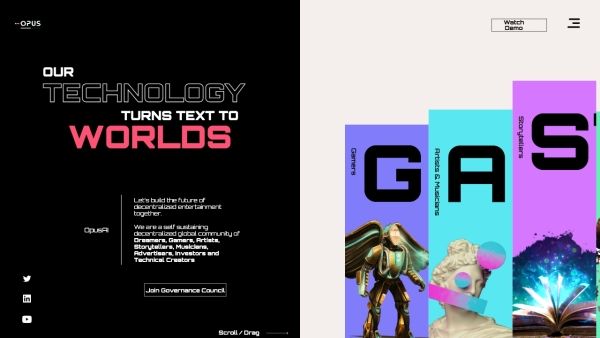 OPUS
Watch
Demo
OUR
TECHNOLOGY
TURNS TEXT TO
WORLDS
OpusAI
Let's build the future of
decentralized entertainment
together.
We are a self sustaining
decentralized global community of
Dreamers, Gamers, Artists,
Storytellers, Musicians,
Advertisers, Investors and
Technical Creators
Join Governance Council
Scroll / Drag
Gamers
G
Artists & Musicians
A
Storytellers
S